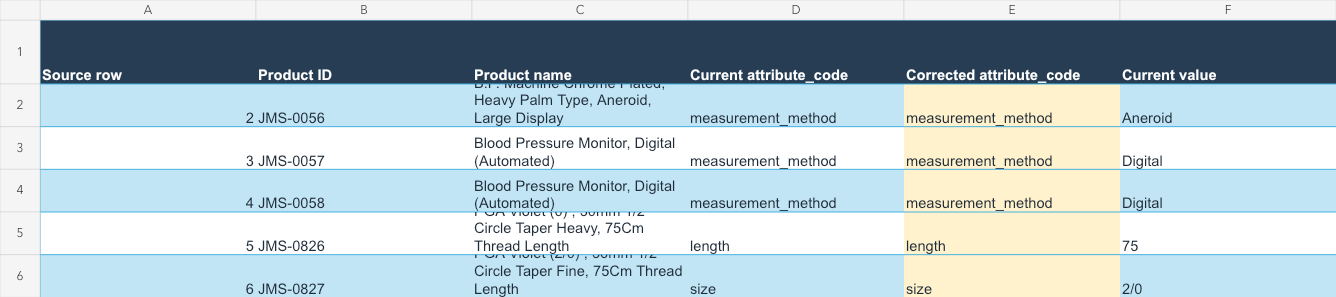 A B C D E F
1 Source row Product ID Product name Current attribute_code Corrected attribute_code Current value
B.P. Machine Chrome Plated,
Heavy Palm Type, Aneroid,
Large Display
2 2 JMS-0056 measurement_method measurement_method Aneroid
Blood Pressure Monitor, Digital
(Automated)
3 3 JMS-0057 measurement_method measurement_method Digital
Blood Pressure Monitor, Digital
(Automated)
4 4 JMS-0058 measurement_method measurement_method Digital
Circle Taper Heavy, 75Cm
Thread Length
5 5 JMS-0826 length length 75
Circle Taper Fine, 75Cm Thread
Length
6 6 JMS-0827 size size 2/0